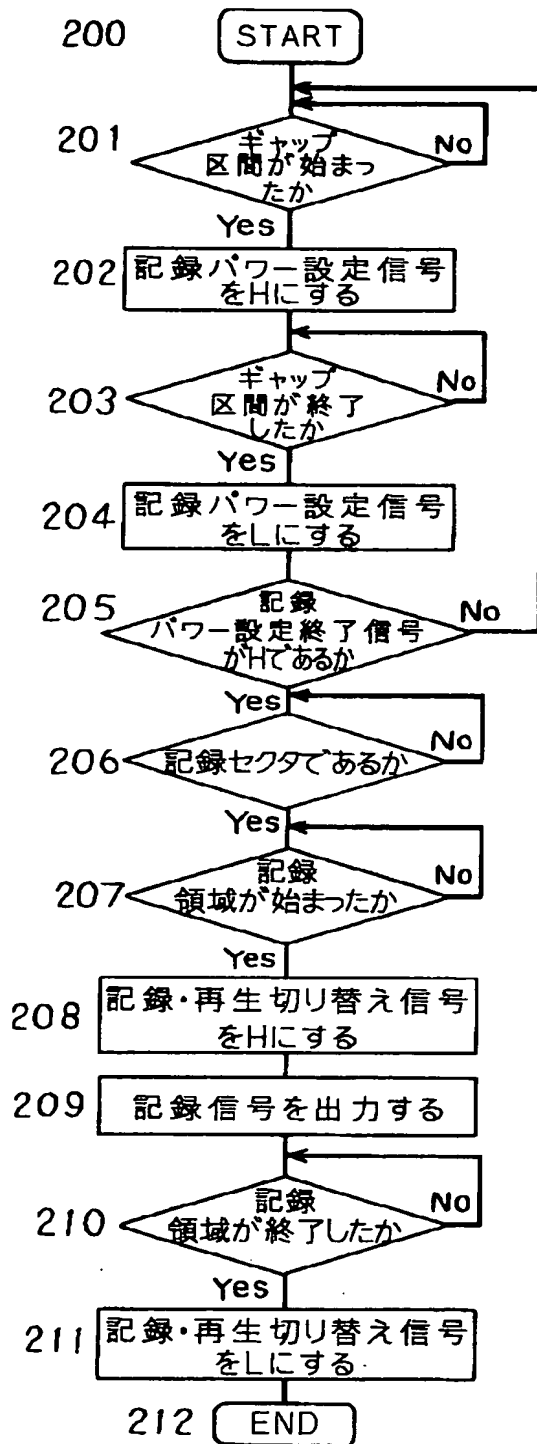 200 START
201 ギャップ
区間が始まっ
たか
No
Yes
202 記録パワー設定信号
をHにする
203 ギャップ
区間が終了
したか
No
Yes
204 記録パワー設定信号
をLにする
205 記録
パワー設定終了信号
がHであるか
No
Yes
206 記録セクタであるか
No
Yes
207 記録
領域が始まったか
No
Yes
208 記録・再生切り替え信号
をHにする
209 記録信号を出力する
210 記録
領域が終了したか
No
Yes
211 記録・再生切り替え信号
をLにする
212 END